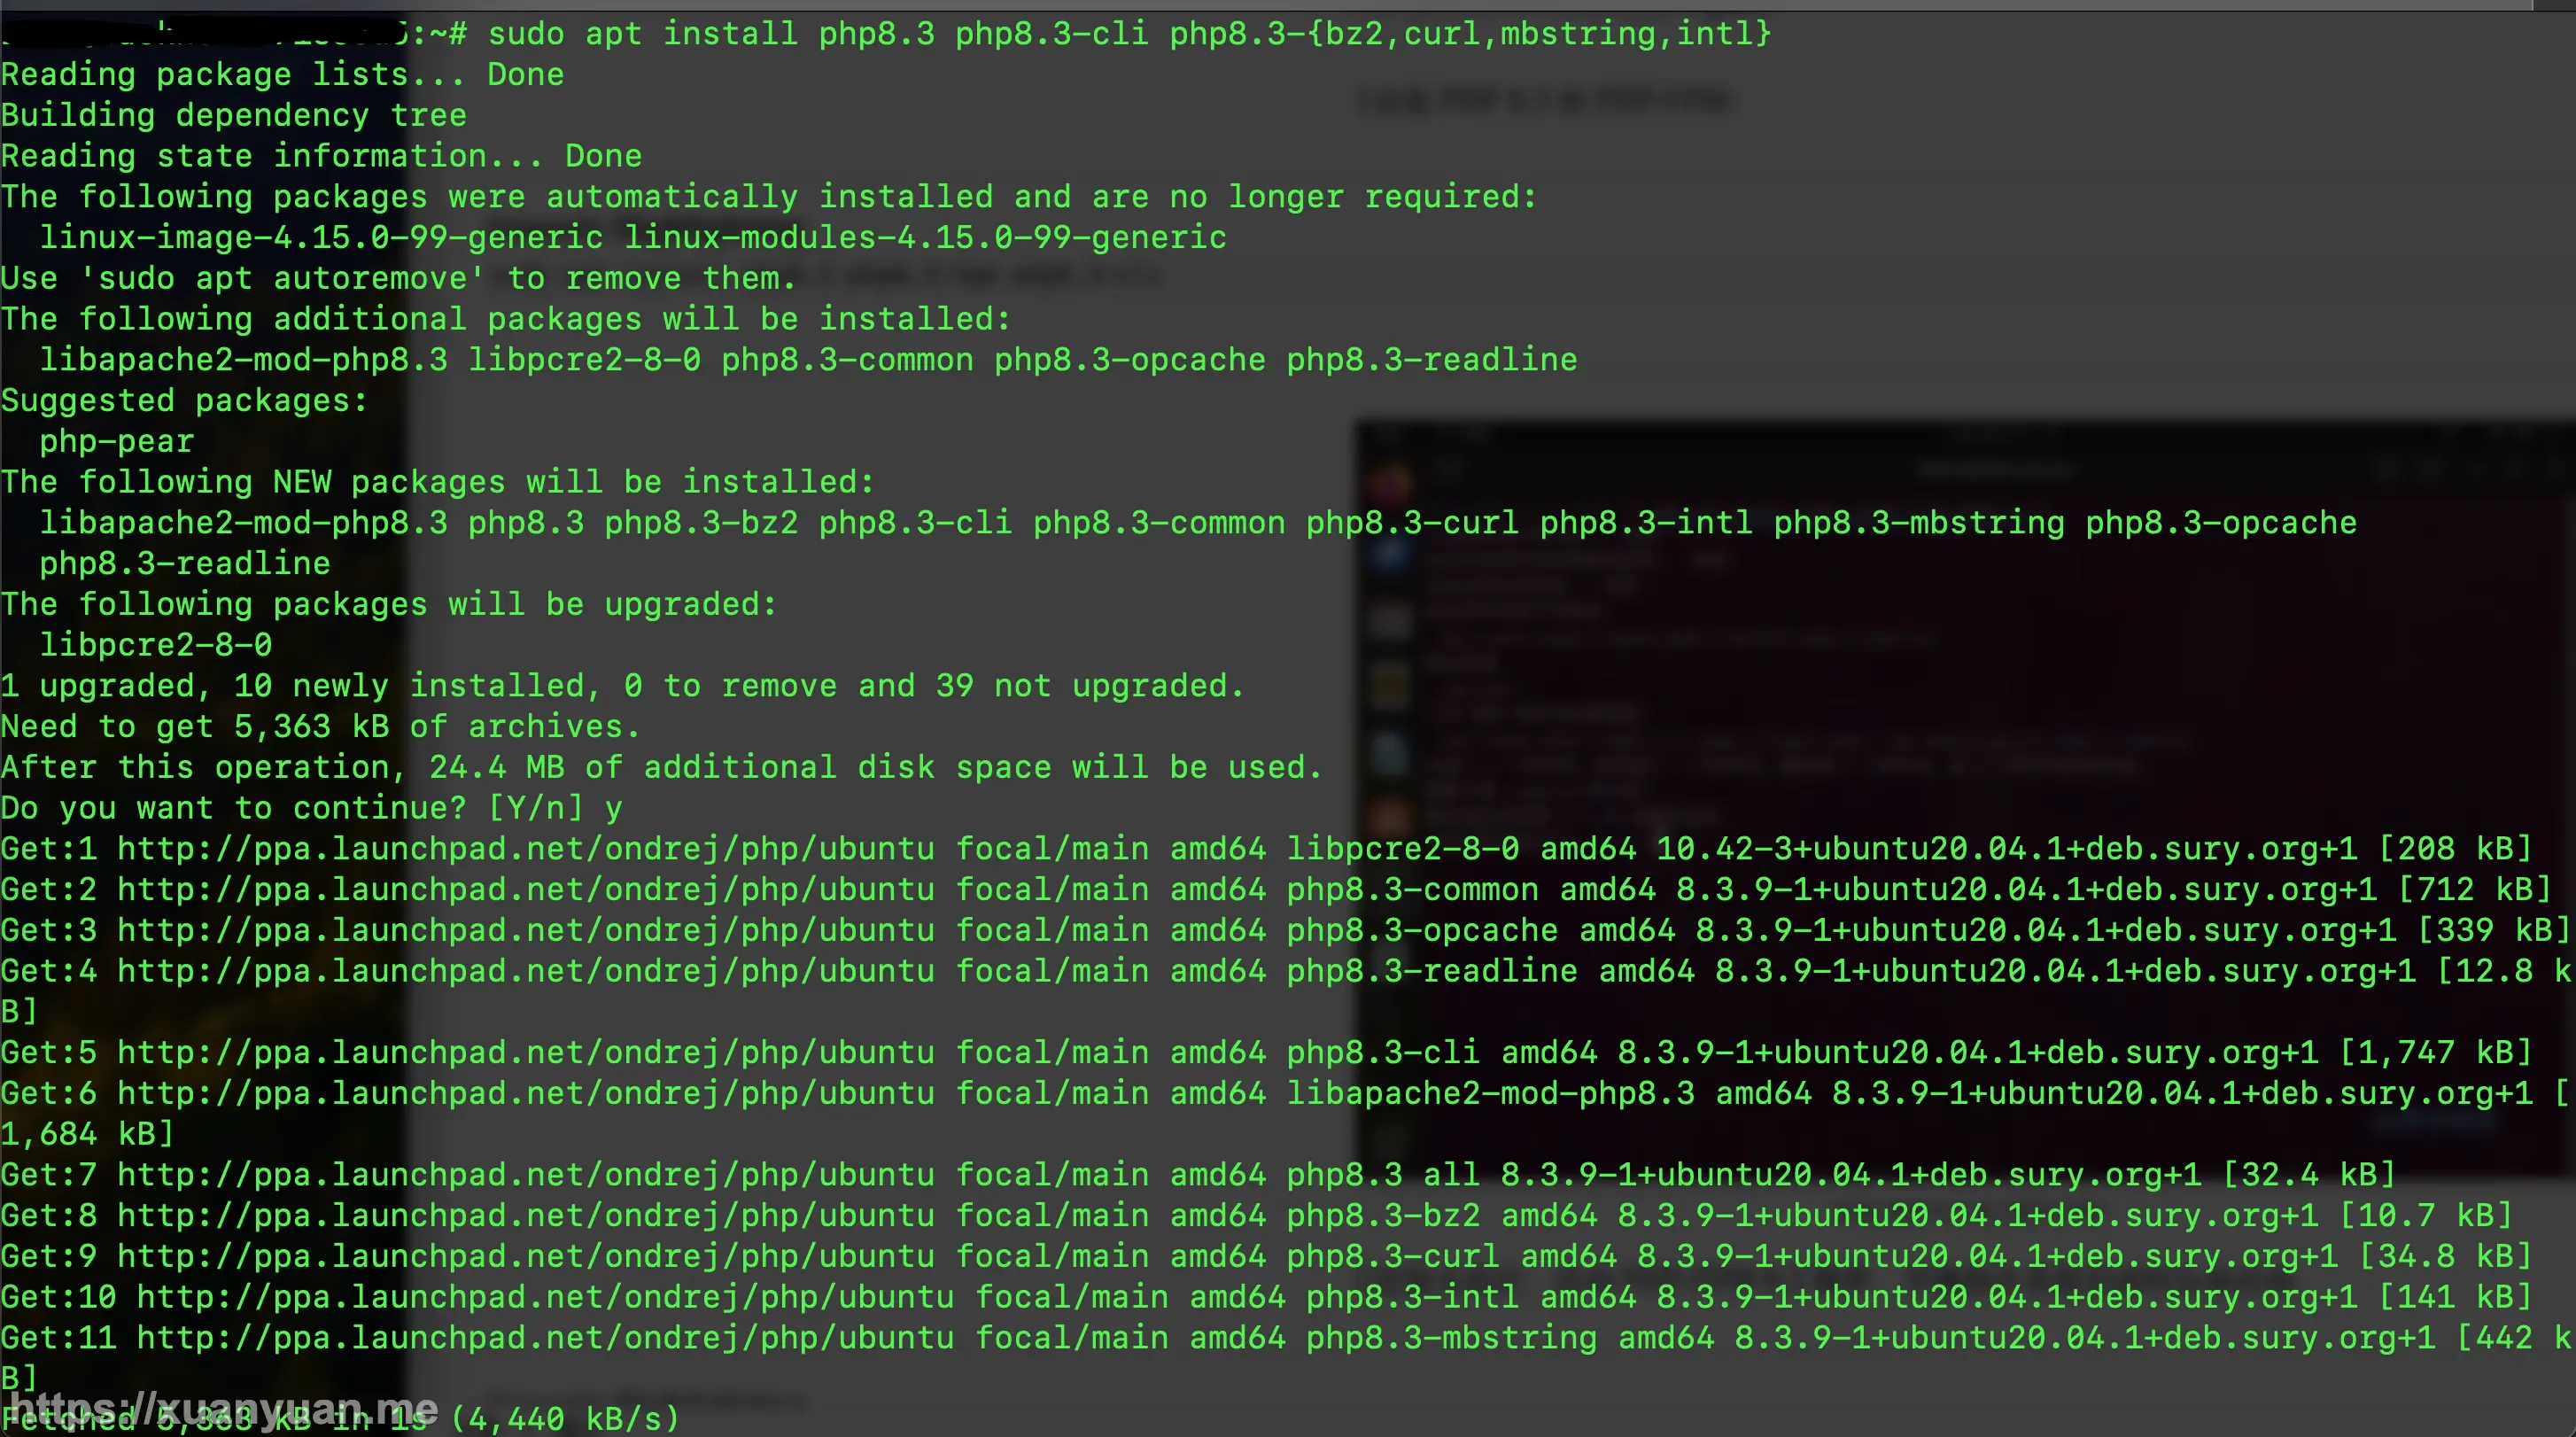 :~# sudo apt install php8.3 php8.3-cli php8.3-{bz2,curl,mbstring,intl}
Reading package lists... Done
Building dependency tree
Reading state information... Done
The following packages were automatically installed and are no longer required:
  linux-image-4.15.0-99-generic linux-modules-4.15.0-99-generic
Use 'sudo apt autoremove' to remove them.
The following additional packages will be installed:
  libapache2-mod-php8.3 libpcre2-8-0 php8.3-common php8.3-opcache php8.3-readline
Suggested packages:
  php-pear
The following NEW packages will be installed:
  libapache2-mod-php8.3 php8.3 php8.3-bz2 php8.3-cli php8.3-common php8.3-curl php8.3-intl php8.3-mbstring php8.3-opcache
  php8.3-readline
The following packages will be upgraded:
  libpcre2-8-0
1 upgraded, 10 newly installed, 0 to remove and 39 not upgraded.
Need to get 5,363 kB of archives.
After this operation, 24.4 MB of additional disk space will be used.
Do you want to continue? [Y/n] y
Get:1 http://ppa.launchpad.net/ondrej/php/ubuntu focal/main amd64 libpcre2-8-0 amd64 10.42-3+ubuntu20.04.1+deb.sury.org+1 [208 kB]
Get:2 http://ppa.launchpad.net/ondrej/php/ubuntu focal/main amd64 php8.3-common amd64 8.3.9-1+ubuntu20.04.1+deb.sury.org+1 [712 kB]
Get:3 http://ppa.launchpad.net/ondrej/php/ubuntu focal/main amd64 php8.3-opcache amd64 8.3.9-1+ubuntu20.04.1+deb.sury.org+1 [339 kB]
Get:4 http://ppa.launchpad.net/ondrej/php/ubuntu focal/main amd64 php8.3-readline amd64 8.3.9-1+ubuntu20.04.1+deb.sury.org+1 [12.8 k
B]
Get:5 http://ppa.launchpad.net/ondrej/php/ubuntu focal/main amd64 php8.3-cli amd64 8.3.9-1+ubuntu20.04.1+deb.sury.org+1 [1,747 kB]
Get:6 http://ppa.launchpad.net/ondrej/php/ubuntu focal/main amd64 libapache2-mod-php8.3 amd64 8.3.9-1+ubuntu20.04.1+deb.sury.org+1 [
1,684 kB]
Get:7 http://ppa.launchpad.net/ondrej/php/ubuntu focal/main amd64 php8.3 all 8.3.9-1+ubuntu20.04.1+deb.sury.org+1 [32.4 kB]
Get:8 http://ppa.launchpad.net/ondrej/php/ubuntu focal/main amd64 php8.3-bz2 amd64 8.3.9-1+ubuntu20.04.1+deb.sury.org+1 [10.7 kB]
Get:9 http://ppa.launchpad.net/ondrej/php/ubuntu focal/main amd64 php8.3-curl amd64 8.3.9-1+ubuntu20.04.1+deb.sury.org+1 [34.8 kB]
Get:10 http://ppa.launchpad.net/ondrej/php/ubuntu focal/main amd64 php8.3-intl amd64 8.3.9-1+ubuntu20.04.1+deb.sury.org+1 [141 kB]
Get:11 http://ppa.launchpad.net/ondrej/php/ubuntu focal/main amd64 php8.3-mbstring amd64 8.3.9-1+ubuntu20.04.1+deb.sury.org+1 [442 k
B]
https://xuanyuan.me
Fetched 5,363 kB in 1s (4,440 kB/s)